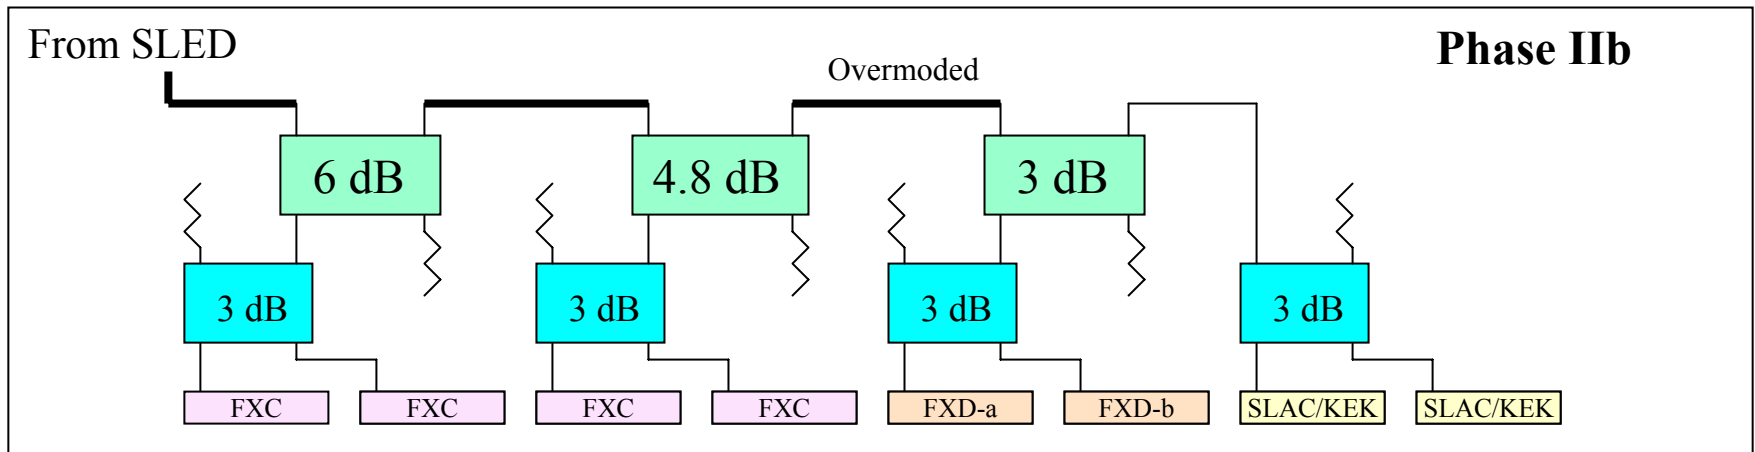 From SLED
Phase IIb
Overmoded
6 dB
4.8 dB
3 dB
3 dB
3 dB
3 dB
3 dB
FXC
FXC
FXC
FXC
FXD-a
FXD-b
SLAC/KEK
SLAC/KEK